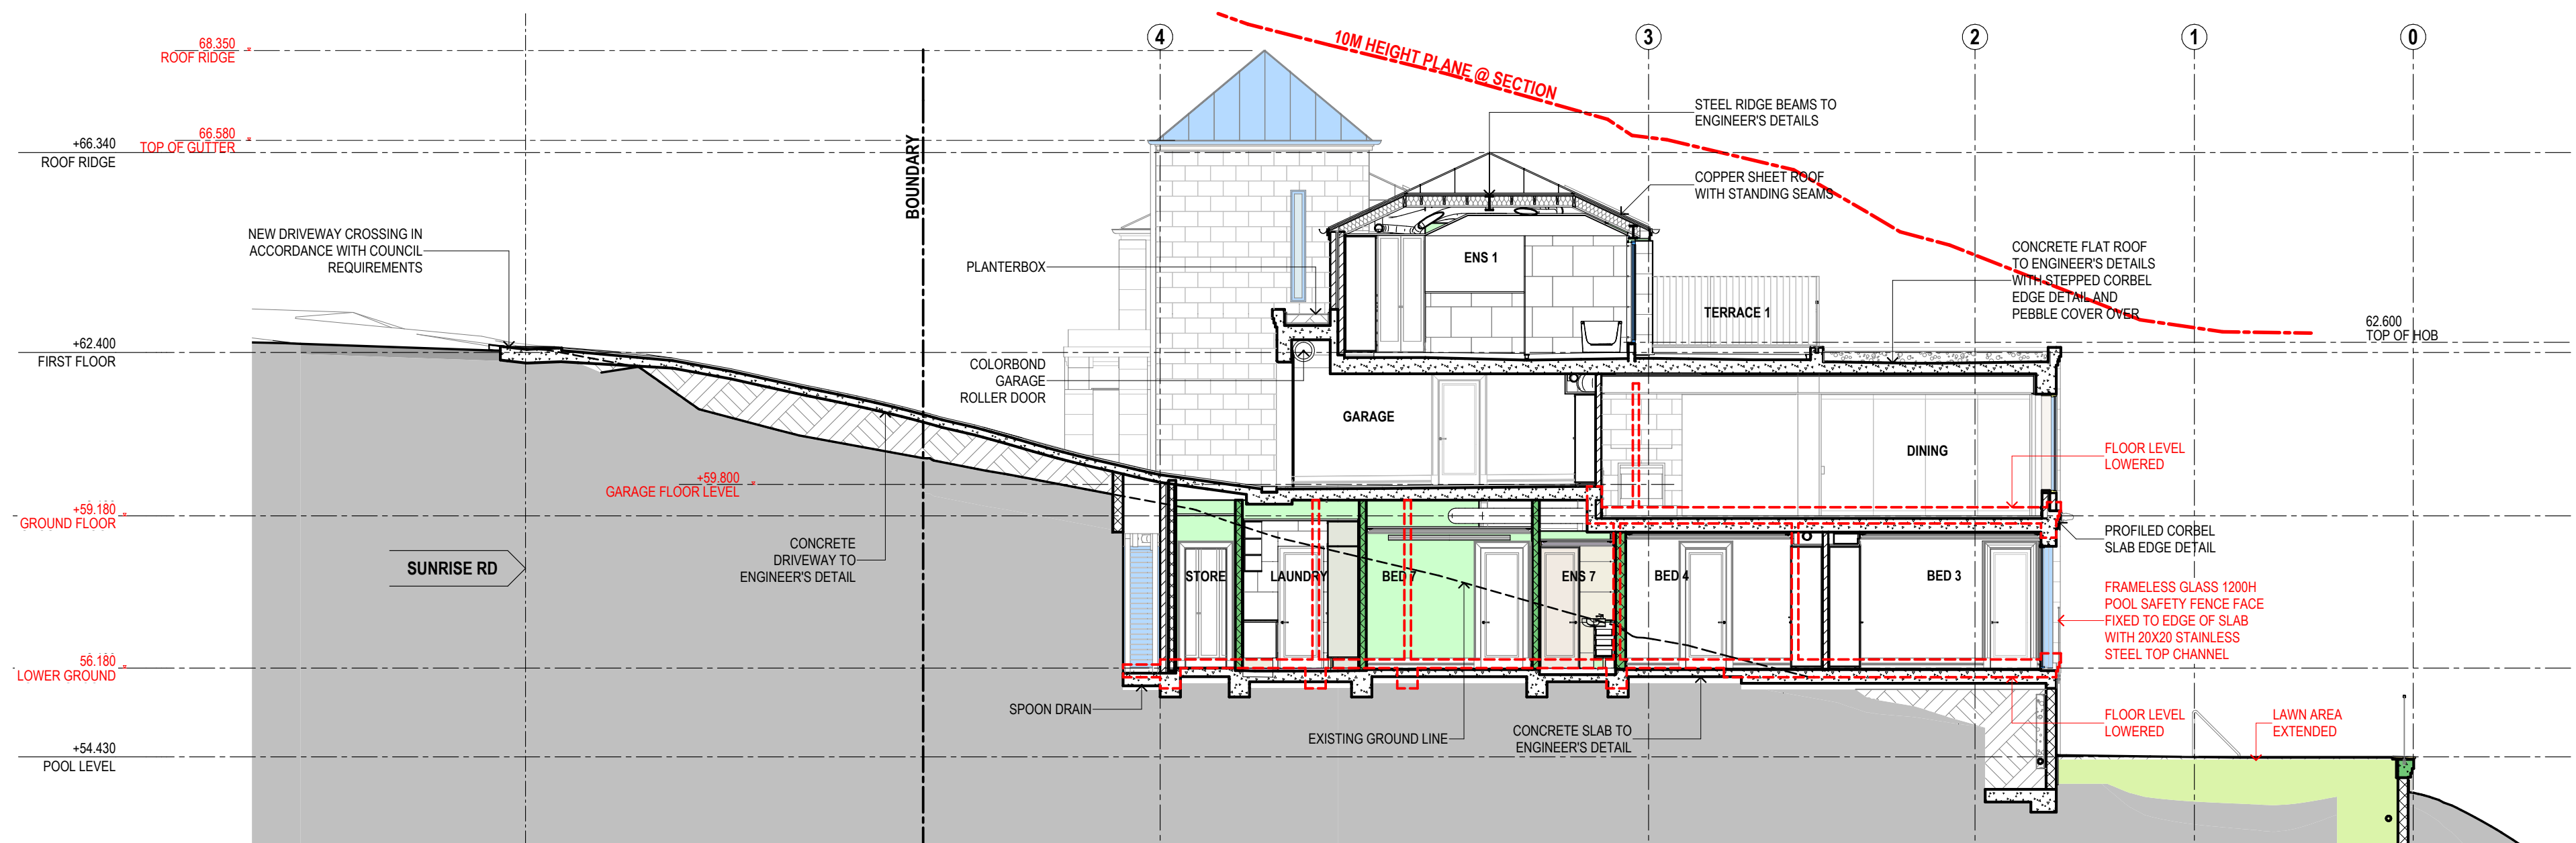 68.350
ROOF RIDGE
66.580
TOP OF GUTTER
+66.340
ROOF RIDGE
4
3
2
1
0
10M HEIGHT PLANE @ SECTION
BOUNDARY
STEEL RIDGE BEAMS TO
ENGINEER'S DETAILS
COPPER SHEET ROOF
WITH STANDING SEAMS
NEW DRIVEWAY CROSSING IN
ACCORDANCE WITH COUNCIL
REQUIREMENTS
PLANTERBOX
ENS 1
TERRACE 1
CONCRETE FLAT ROOF
TO ENGINEER'S DETAILS
WITH STEPPED CORBEL
EDGE DETAIL AND
PEBBLE COVER OVER
62.600
TOP OF HOB
+62.400
FIRST FLOOR
COLORBOND
GARAGE
ROLLER DOOR
GARAGE
DINING
FLOOR LEVEL
LOWERED
+59.800
GARAGE FLOOR LEVEL
+59.180
GROUND FLOOR
PROFILED CORBEL
SLAB EDGE DETAIL
CONCRETE
DRIVEWAY TO
ENGINEER'S DETAIL
SUNRISE RD
STORE
LAUNDRY
BED 7
ENS 7
BED 4
BED 3
FRAMELESS GLASS 1200H
POOL SAFETY FENCE FACE
FIXED TO EDGE OF SLAB
WITH 20X20 STAINLESS
STEEL TOP CHANNEL
56.180
LOWER GROUND
SPOON DRAIN
EXISTING GROUND LINE
CONCRETE SLAB TO
ENGINEER'S DETAIL
FLOOR LEVEL
LOWERED
LAWN AREA
EXTENDED
+54.430
POOL LEVEL